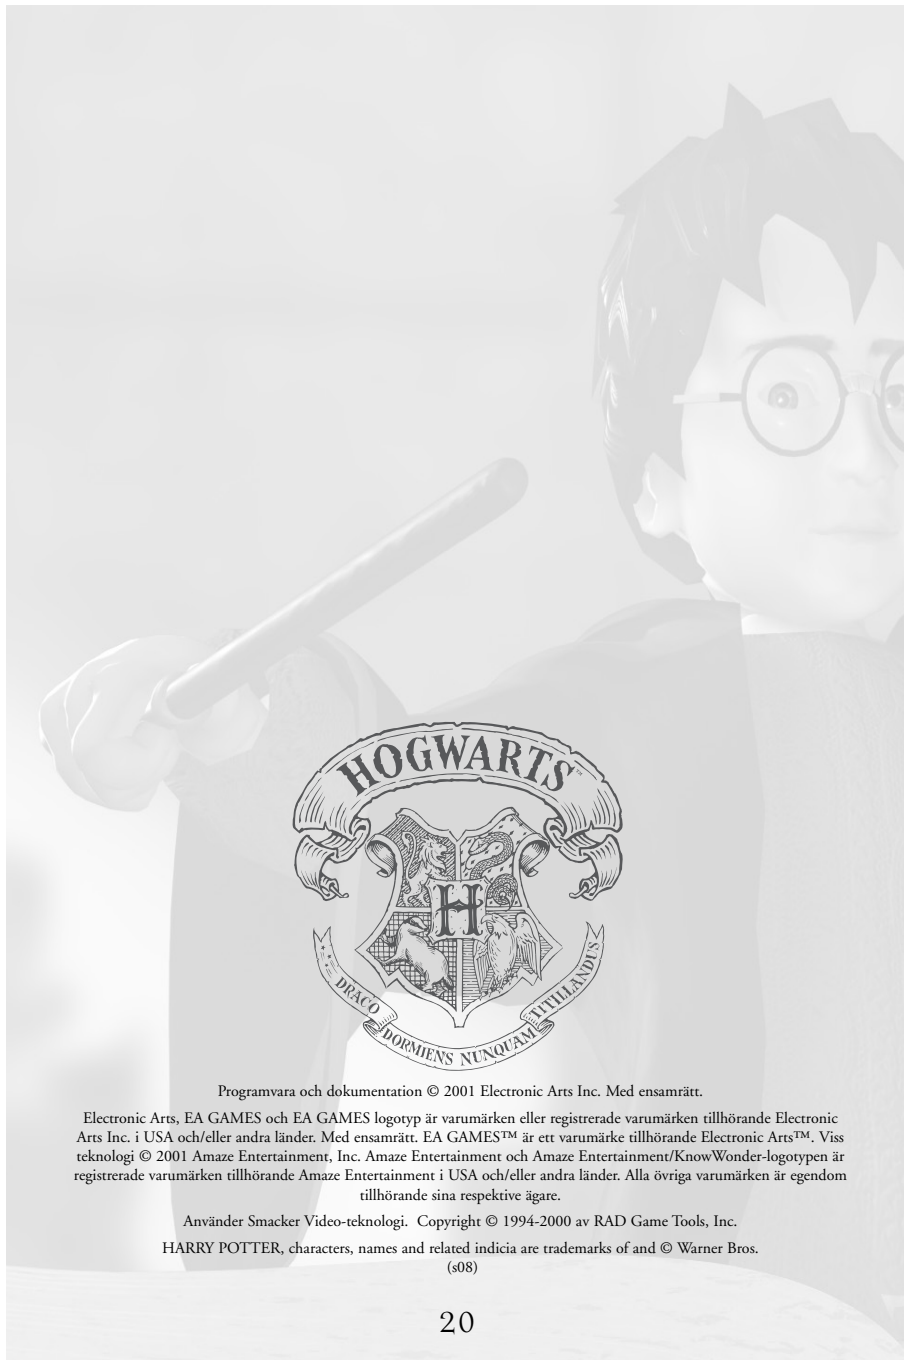 HOGWARTS™
H
DRACO
DORMIENS NUNQUAM
TITILLANDUS
Programvara och dokumentation © 2001 Electronic Arts Inc. Med ensamrätt.
Electronic Arts, EA GAMES och EA GAMES logotyp är varumärken eller registrerade varumärken tillhörande Electronic
Arts Inc. i USA och/eller andra länder. Med ensamrätt. EA GAMES™ är ett varumärke tillhörande Electronic Arts™. Viss
teknologi © 2001 Amaze Entertainment, Inc. Amaze Entertainment och Amaze Entertainment/KnowWonder-logotypen är
registrerade varumärken tillhörande Amaze Entertainment i USA och/eller andra länder. Alla övriga varumärken är egendom
tillhörande sina respektive ägare.
Använder Smacker Video-teknologi. Copyright © 1994-2000 av RAD Game Tools, Inc.
HARRY POTTER, characters, names and related indicia are trademarks of and © Warner Bros.
(s08)
20